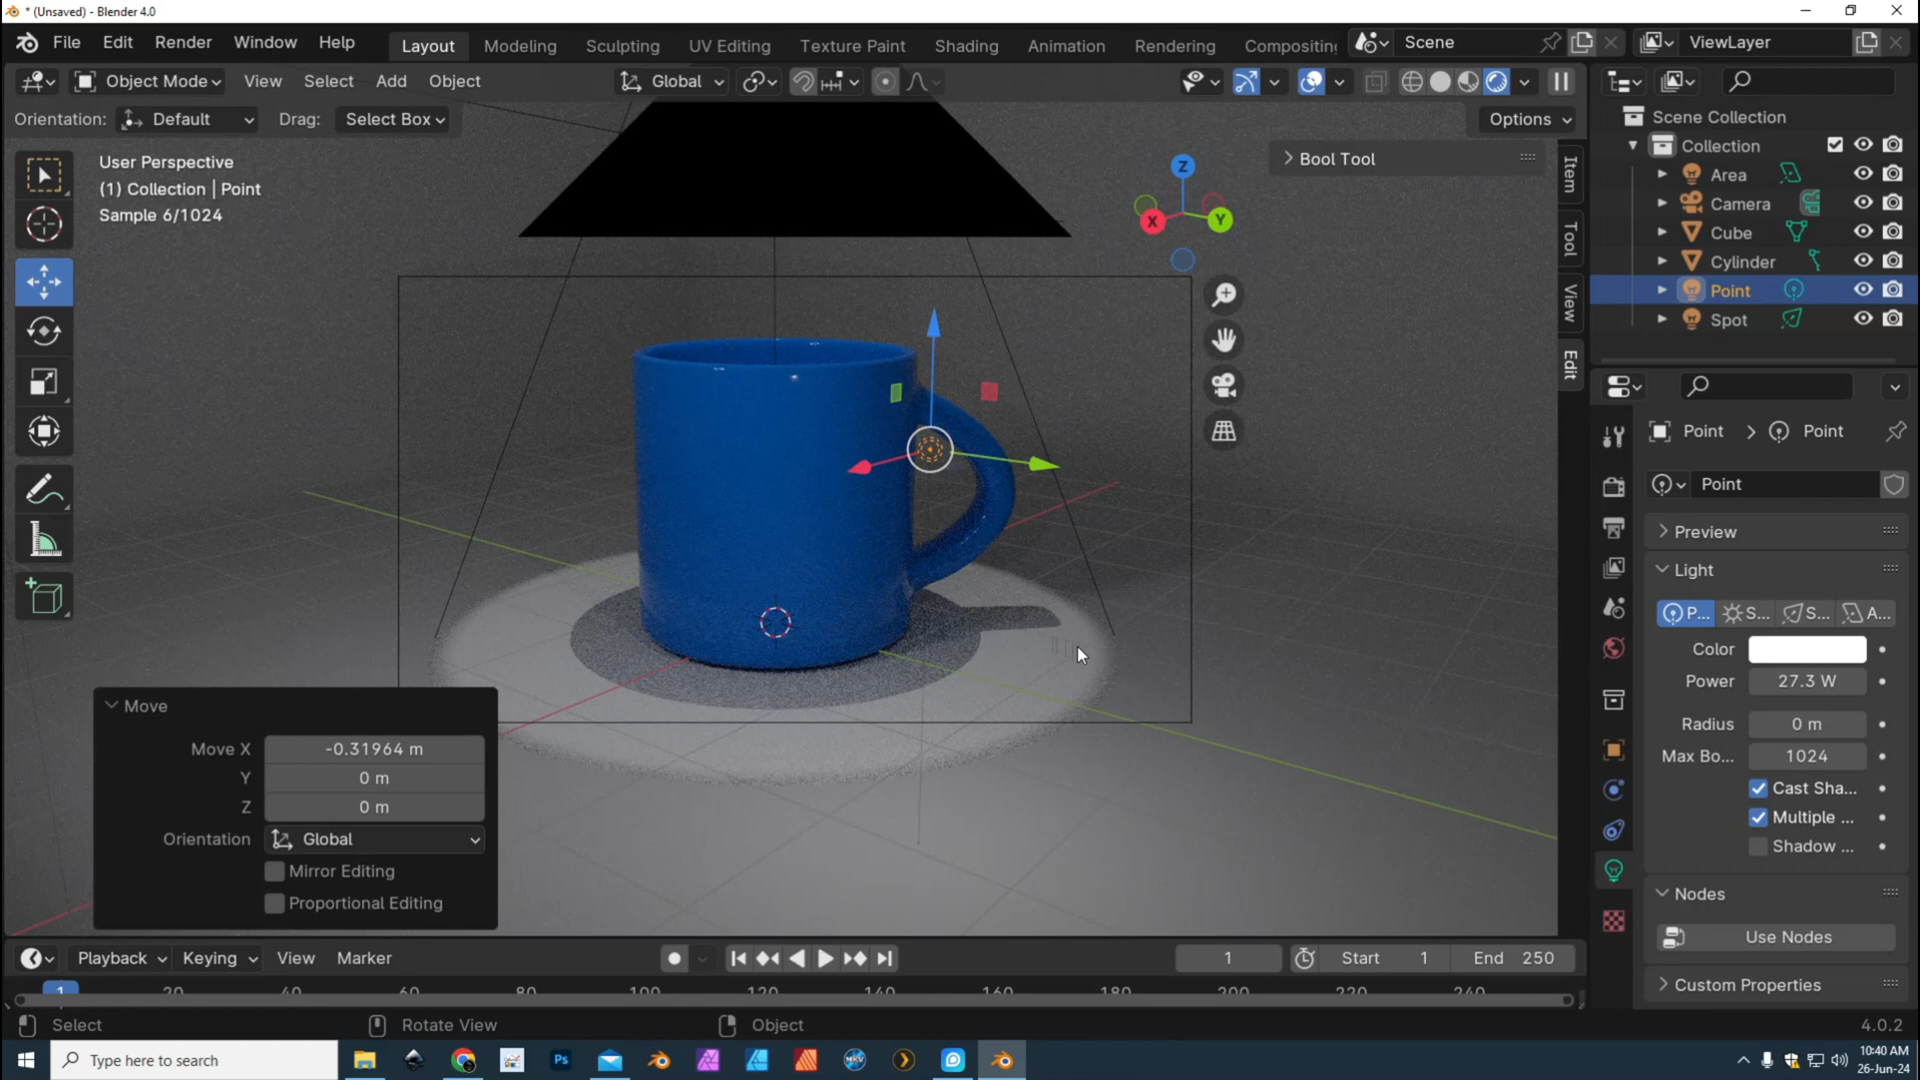 * (Unsaved) - Blender 4.0
File Edit Render Window Help Layout Modeling Sculpting UV Editing Texture Paint Shading Animation Rendering Compositing Scene ViewLayer
Object Mode View Select Add Object Global
Orientation: Default Drag: Select Box Options
User Perspective
(1) Collection | Point
Sample 6/1024
Bool Tool
Z
X
Y
Item
Tool
View
Edit
Scene Collection
Collection
Area
Camera
Cube
Cylinder
Point
Spot
Point > Point
Point
Preview
Light
P... S... S... A...
Color
Power 27.3 W
Radius 0 m
Max Bo... 1024
Cast Sha...
Multiple ...
Shadow ...
Nodes
Use Nodes
Custom Properties
Move
Move X -0.31964 m
Y 0 m
Z 0 m
Orientation Global
Mirror Editing
Proportional Editing
Playback Keying View Marker 1 Start 1 End 250
1 20 40 60 80 100 120 140 160 180 200 220 240
Select Rotate View Object 4.0.2
Type here to search Ps MKV 10:40 AM
26-Jun-24